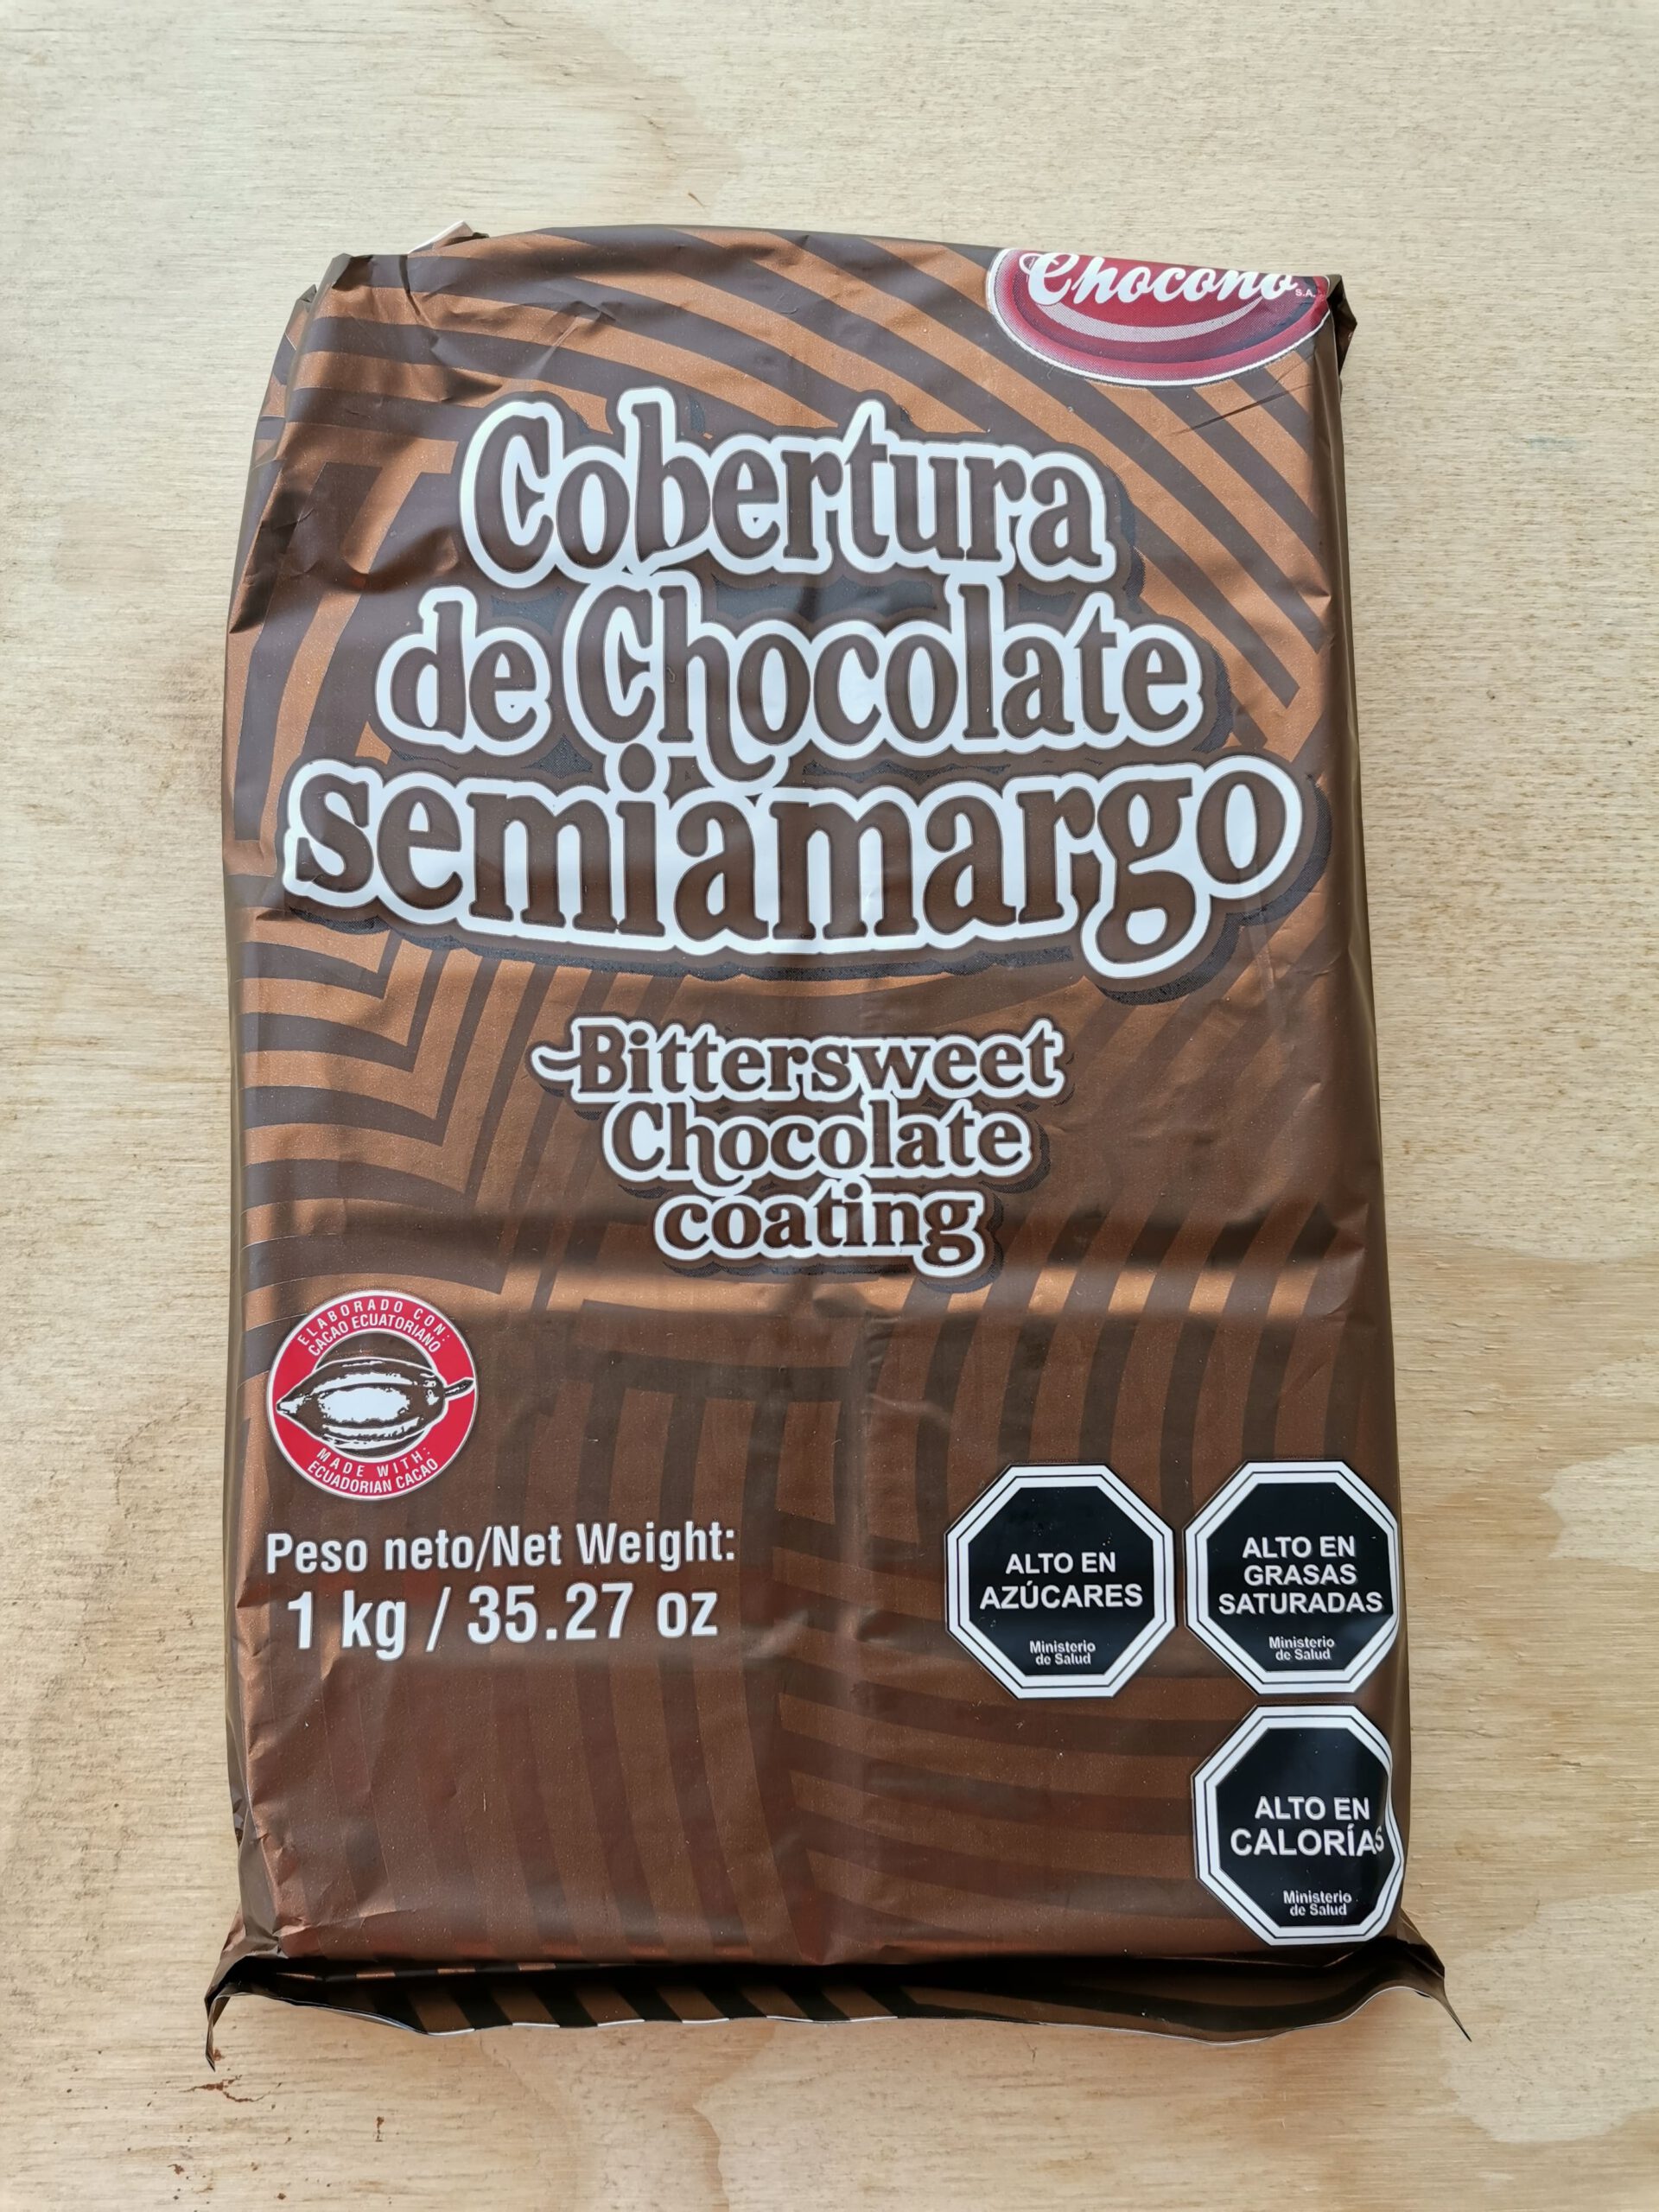 Chocono S.A.
Cobertura
de Chocolate
semiamargo
Bittersweet
Chocolate
coating
ELABORADO CON:
CACAO ECUATORIANO
MADE WITH:
ECUADORIAN CACAO
Peso neto/Net Weight:
1 kg / 35.27 oz
ALTO EN
AZÚCARES
Ministerio
de Salud
ALTO EN
GRASAS
SATURADAS
Ministerio
de Salud
ALTO EN
CALORÍAS
Ministerio
de Salud